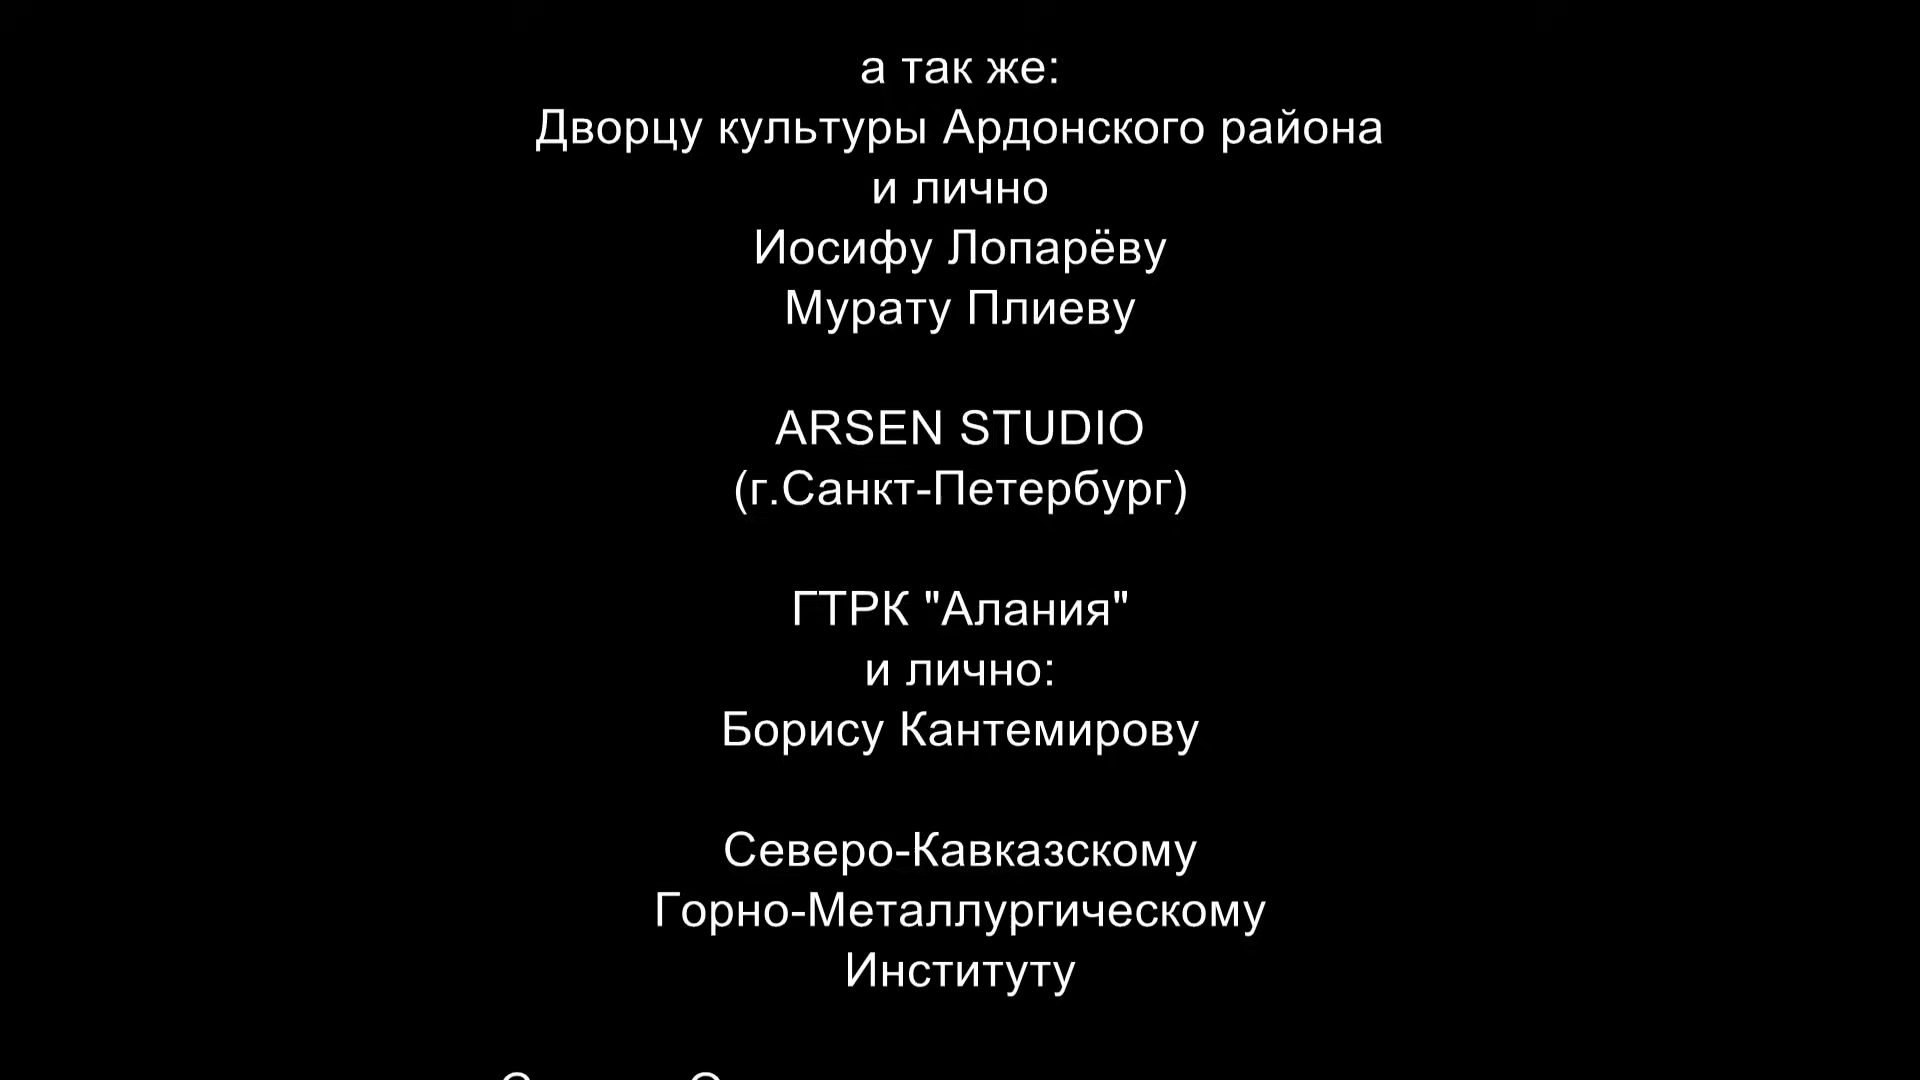 а так же:
Дворцу культуры Ардонского района
и лично
Иосифу Лопарёву
Мурату Плиеву
ARSEN STUDIO
(г.Санкт-Петербург)
ГТРК "Алания"
и лично:
Борису Кантемирову
Северо-Кавказскому
Горно-Металлургическому
Институту